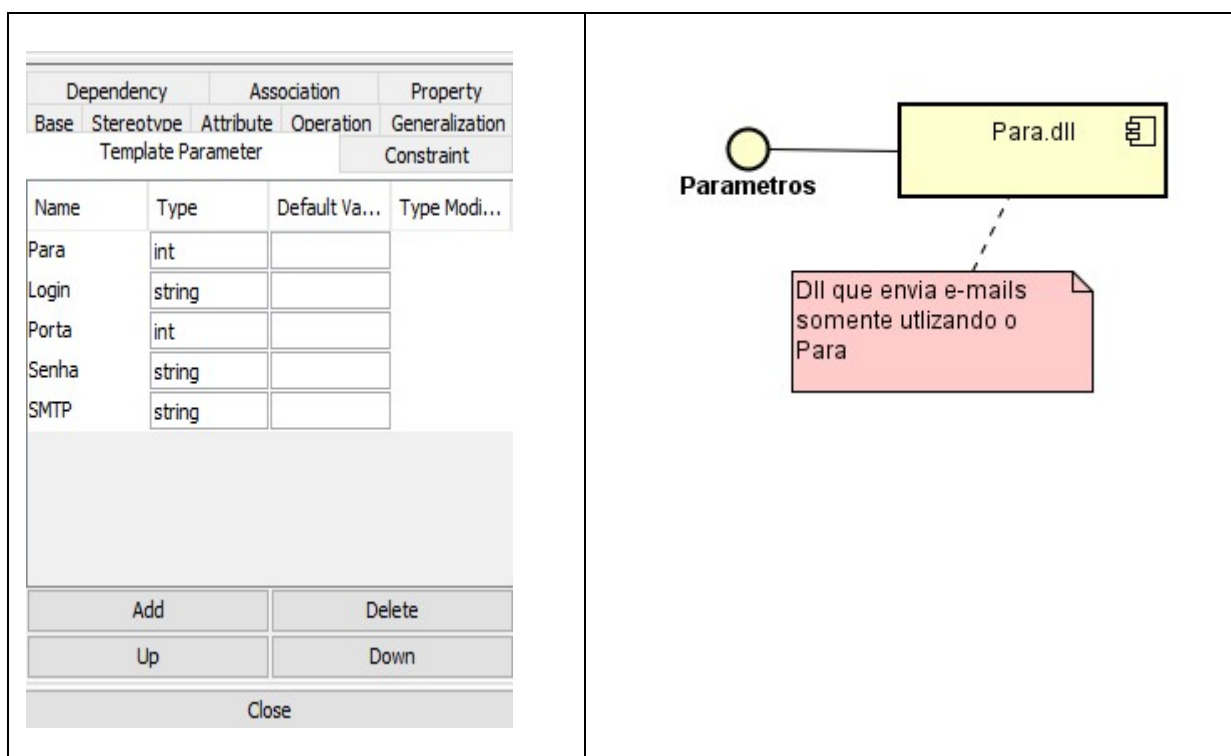 Dependency Association Property
Base Stereotype Attribute Operation Generalization
Template Parameter Constraint
Name Type Default Va... Type Modi...
Para int
Login string
Porta int
Senha string
SMTP string
Add Delete
Up Down
Close
Para.dll
Parametros
Dll que envia e-mails
somente utlizando o
Para